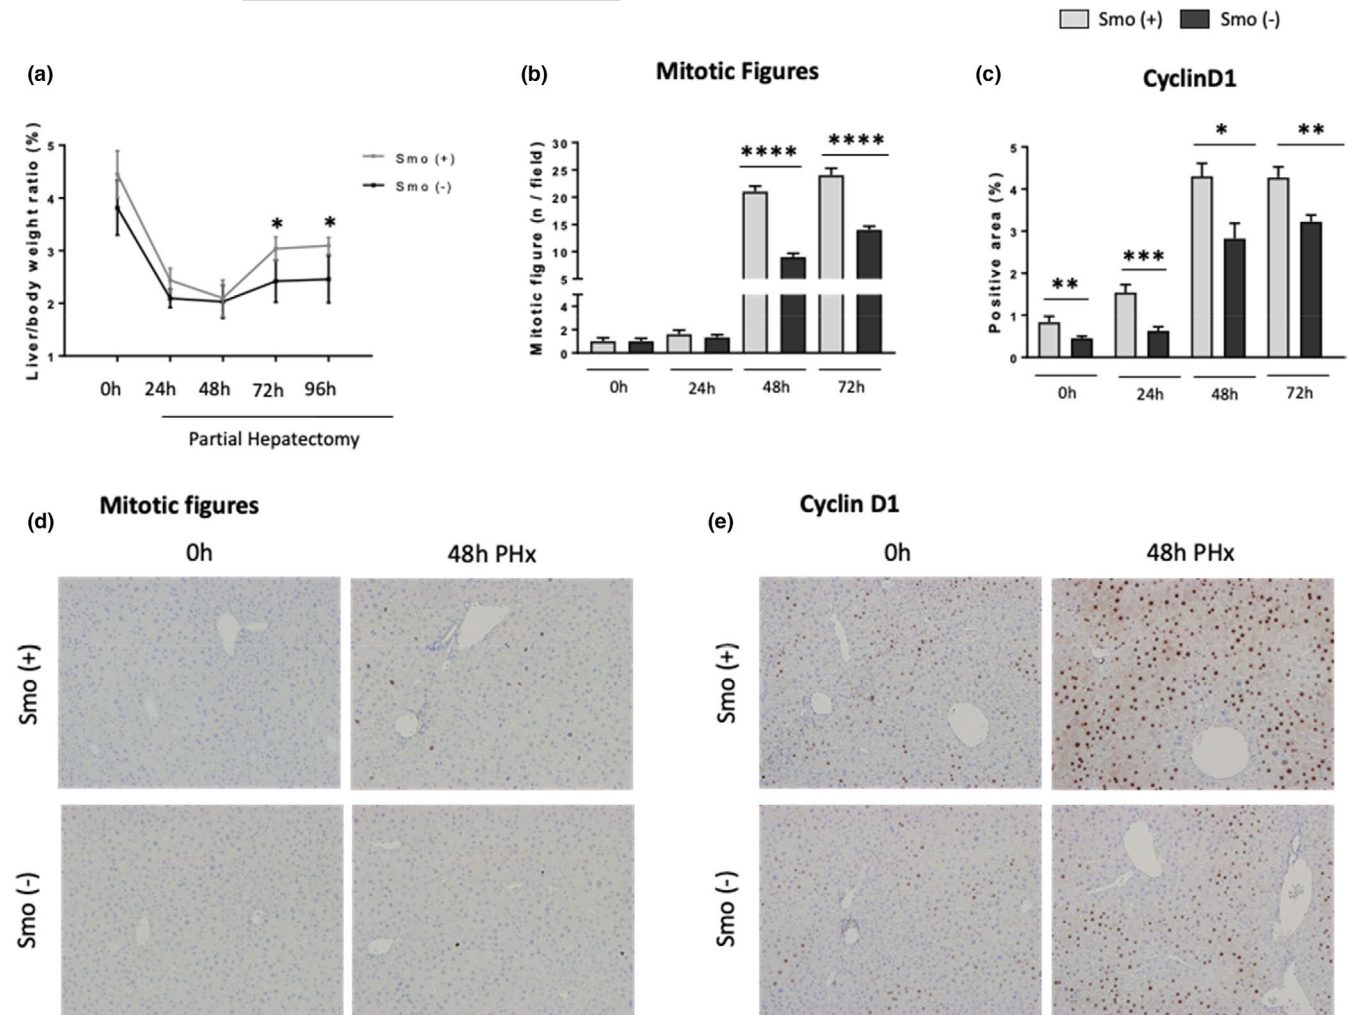 Smo (+) Smo (-)
(a)
Liver/body weight ratio (%)
5
4
3
2
1
Smo (+)
Smo (-)
*
*
0h 24h 48h 72h 96h
Partial Hepatectomy
(b) Mitotic Figures
Mitotic figure (n / field)
30
25
20
15
10
5
4
2
0
****
****
0h 24h 48h 72h
(c) CyclinD1
Positive area (%)
5
4
3
2
1
0
**
***
*
**
0h 24h 48h 72h
(d) Mitotic figures
0h 48h PHx
Smo (+)
Smo (-)
(e) Cyclin D1
0h 48h PHx
Smo (+)
Smo (-)